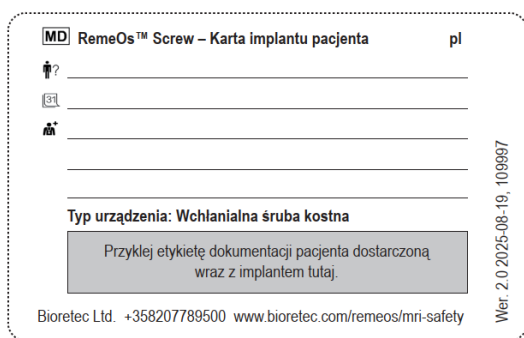 MD RemeOs™ Screw – Karta implantu pacjenta pl
?
31
Typ urządzenia: Wchłanialna śruba kostna
Przyklej etykietę dokumentacji pacjenta dostarczoną
wraz z implantem tutaj.
Bioretec Ltd. +358207789500 www.bioretec.com/remeos/mri-safety
Wer. 2.0 2025-08-19, 109997